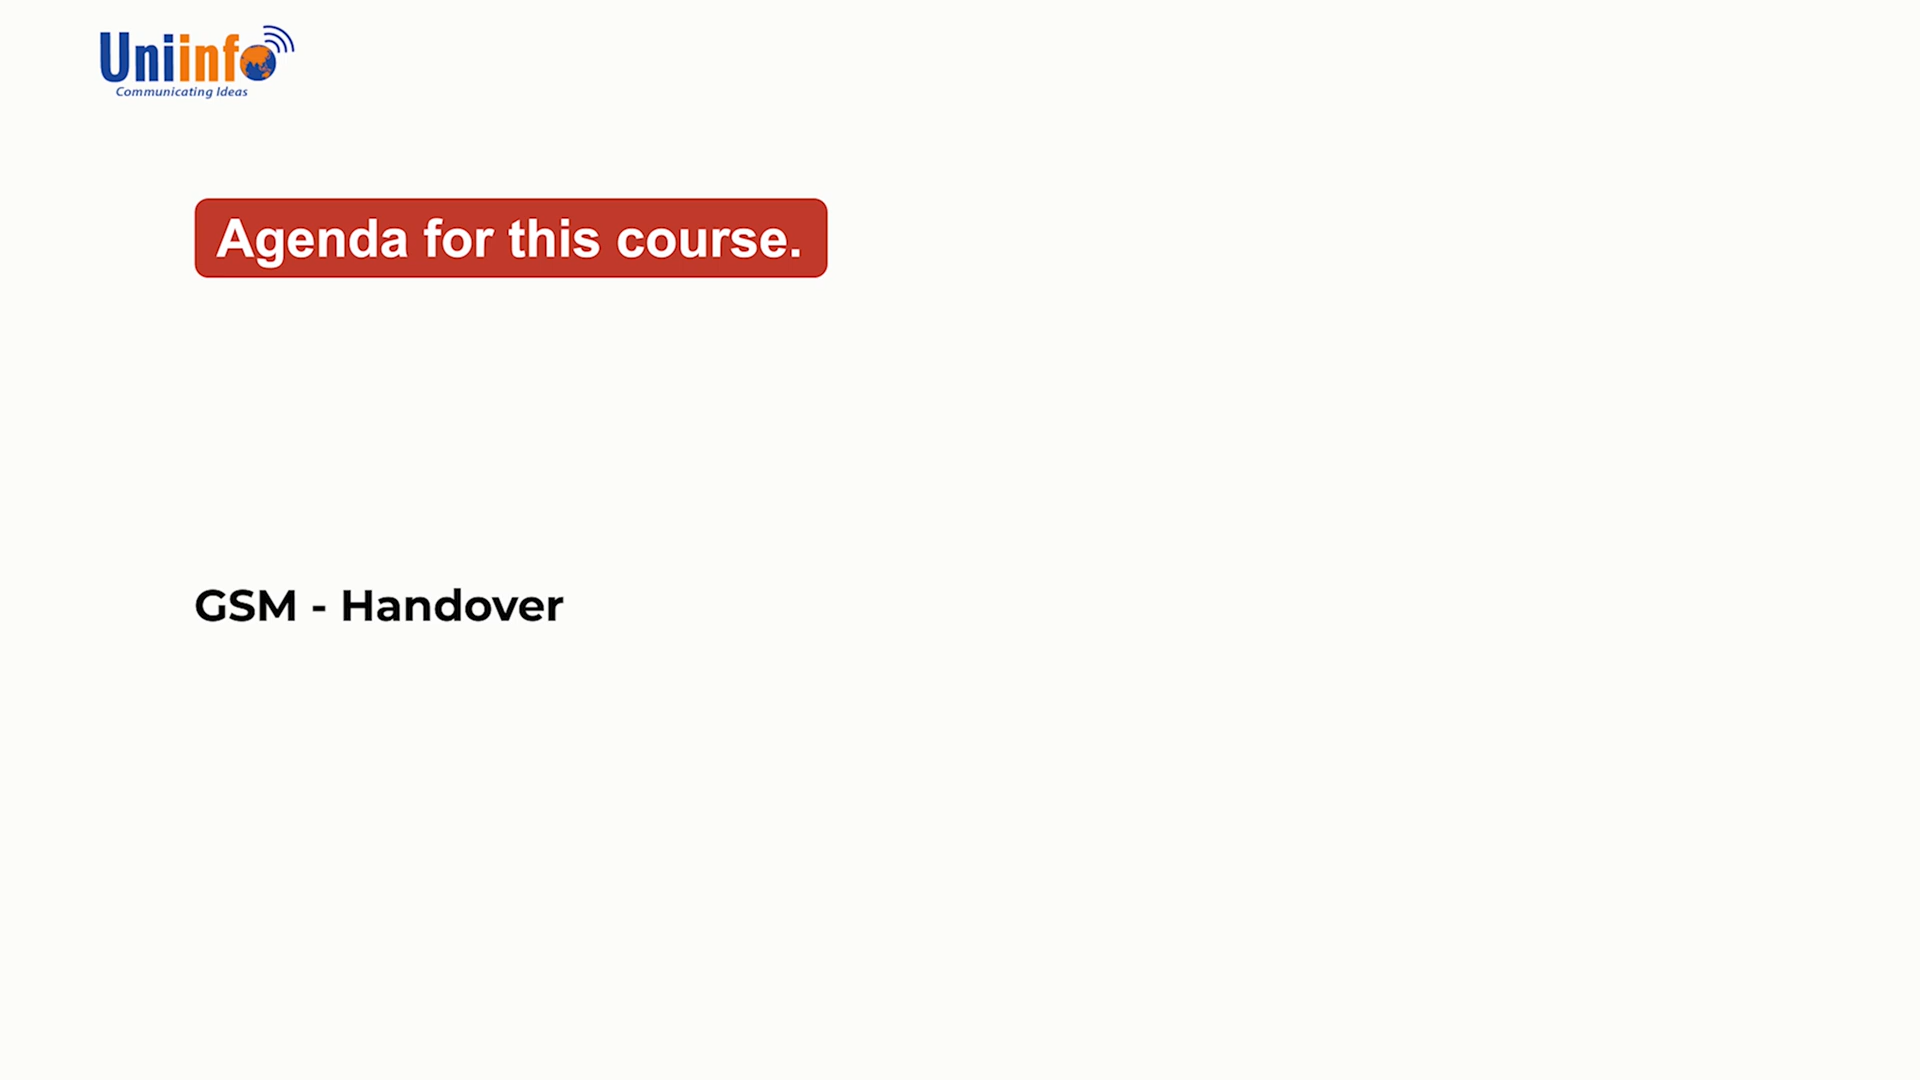 Uniinfo
Communicating Ideas
Agenda for this course.
GSM - Handover